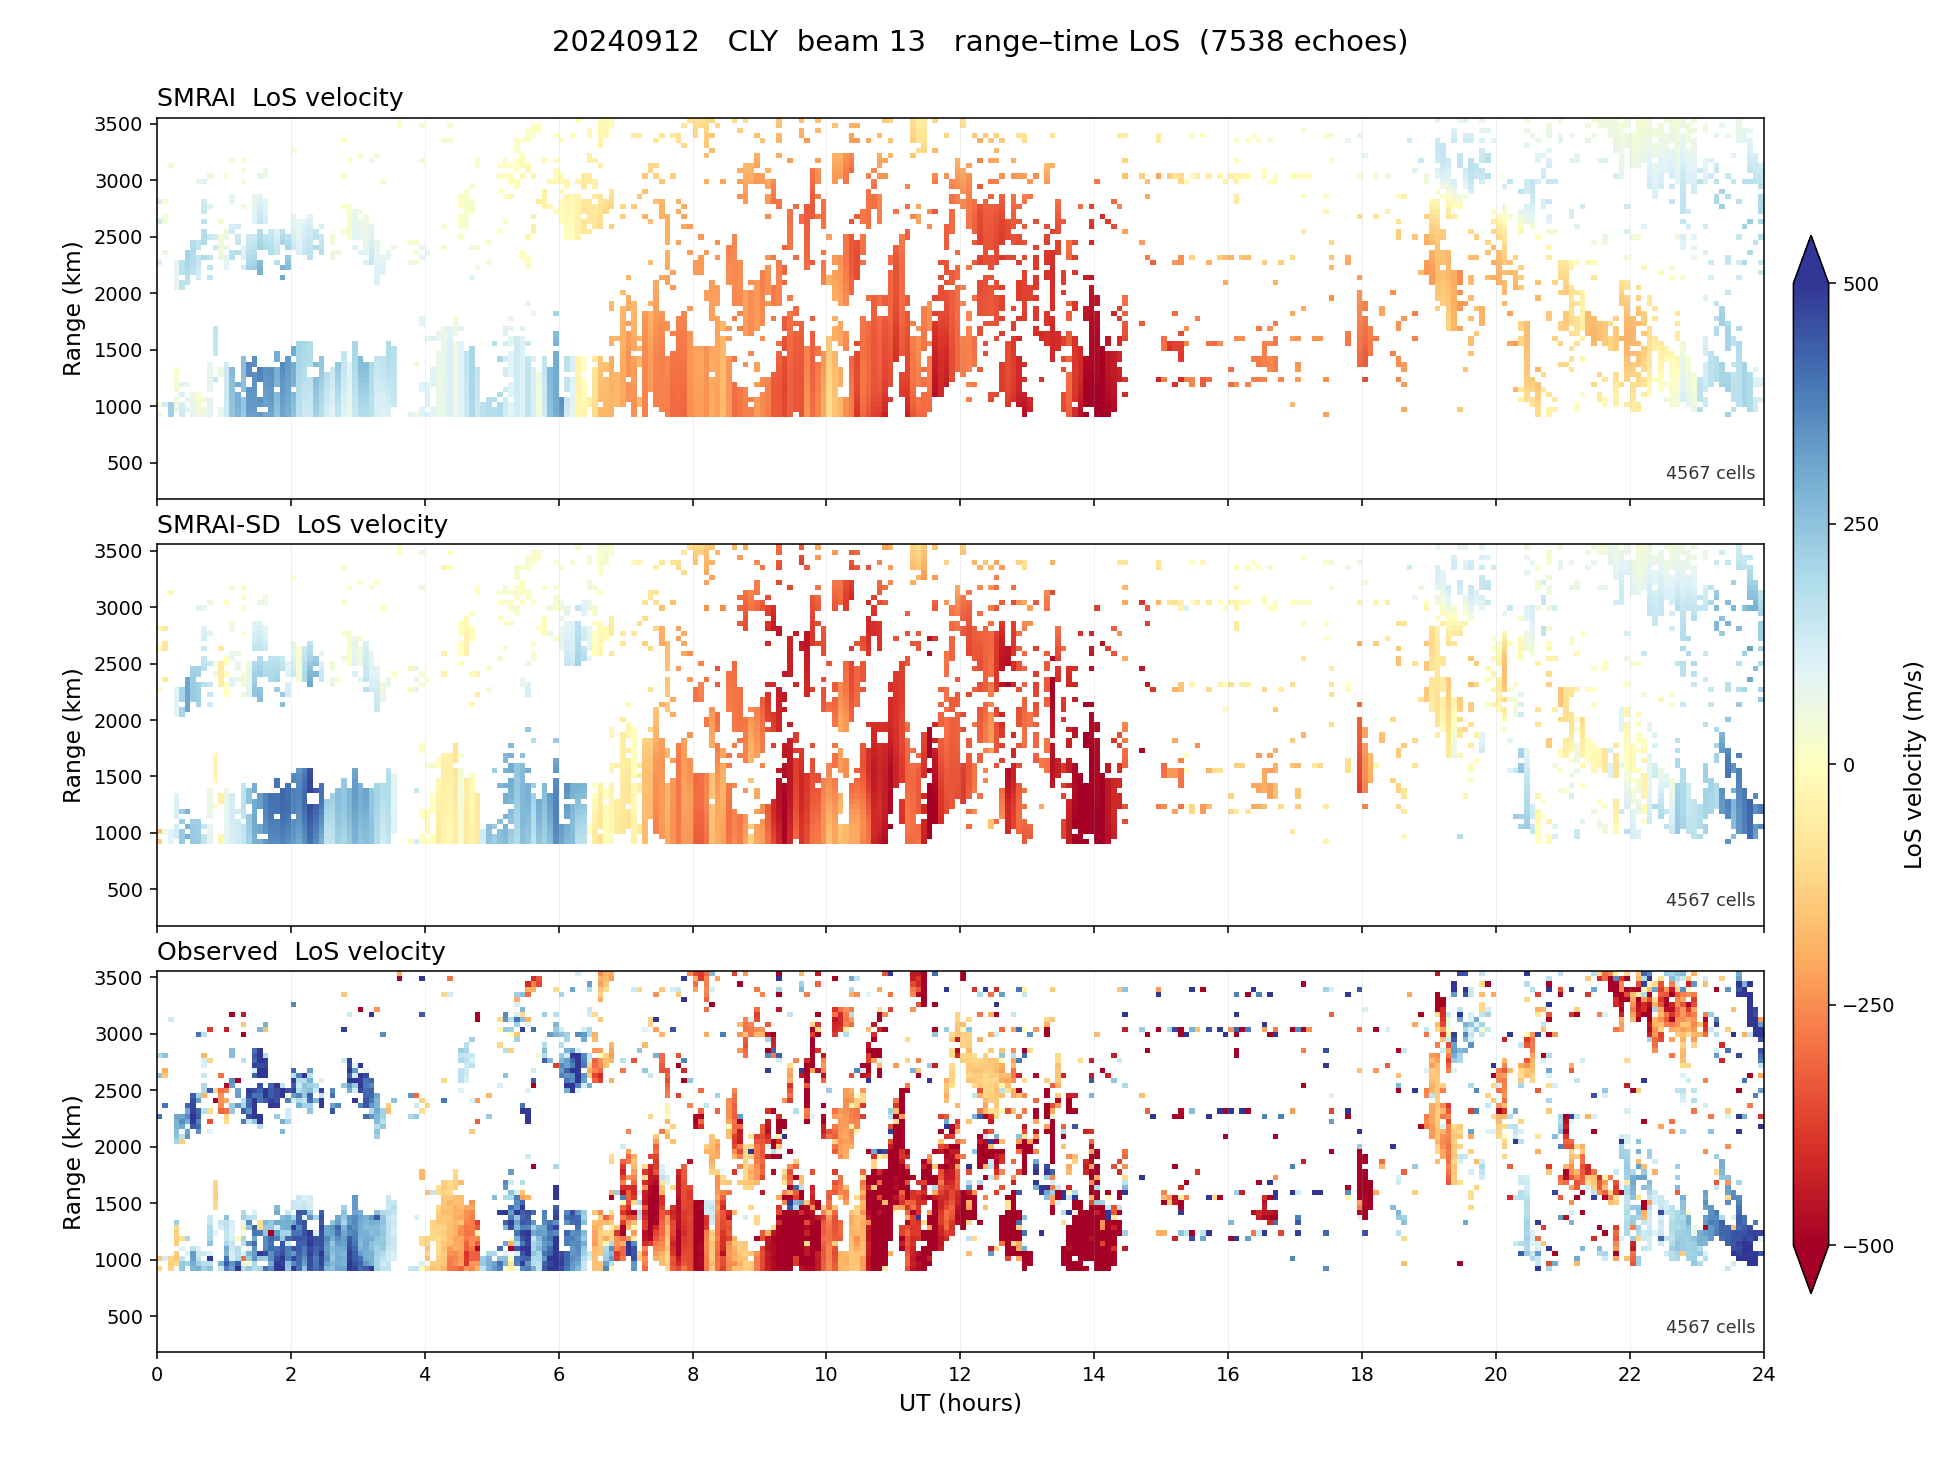 20240912   CLY  beam 13   range–time LoS  (7538 echoes)
SMRAI  LoS velocity
3500
3000
2500
2000
1500
1000
500
Range (km)
4567 cells
SMRAI-SD  LoS velocity
3500
3000
2500
2000
1500
1000
500
Range (km)
4567 cells
Observed  LoS velocity
3500
3000
2500
2000
1500
1000
500
Range (km)
4567 cells
0 2 4 6 8 10 12 14 16 18 20 22 24
UT (hours)
500
250
0
−250
−500
LoS velocity (m/s)